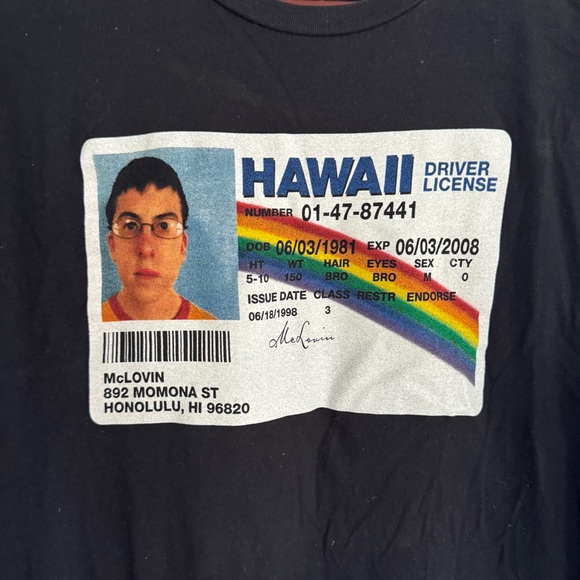 HAWAII DRIVER LICENSE
NUMBER 01-47-87441
DOB 06/03/1981 EXP 06/03/2008
HT WT HAIR EYES SEX CTY
5-10 150 BRO BRO M 0
ISSUE DATE CLASS RESTR ENDORSE
06/18/1998 3
McLovin
McLOVIN
892 MOMONA ST
HONOLULU, HI 96820